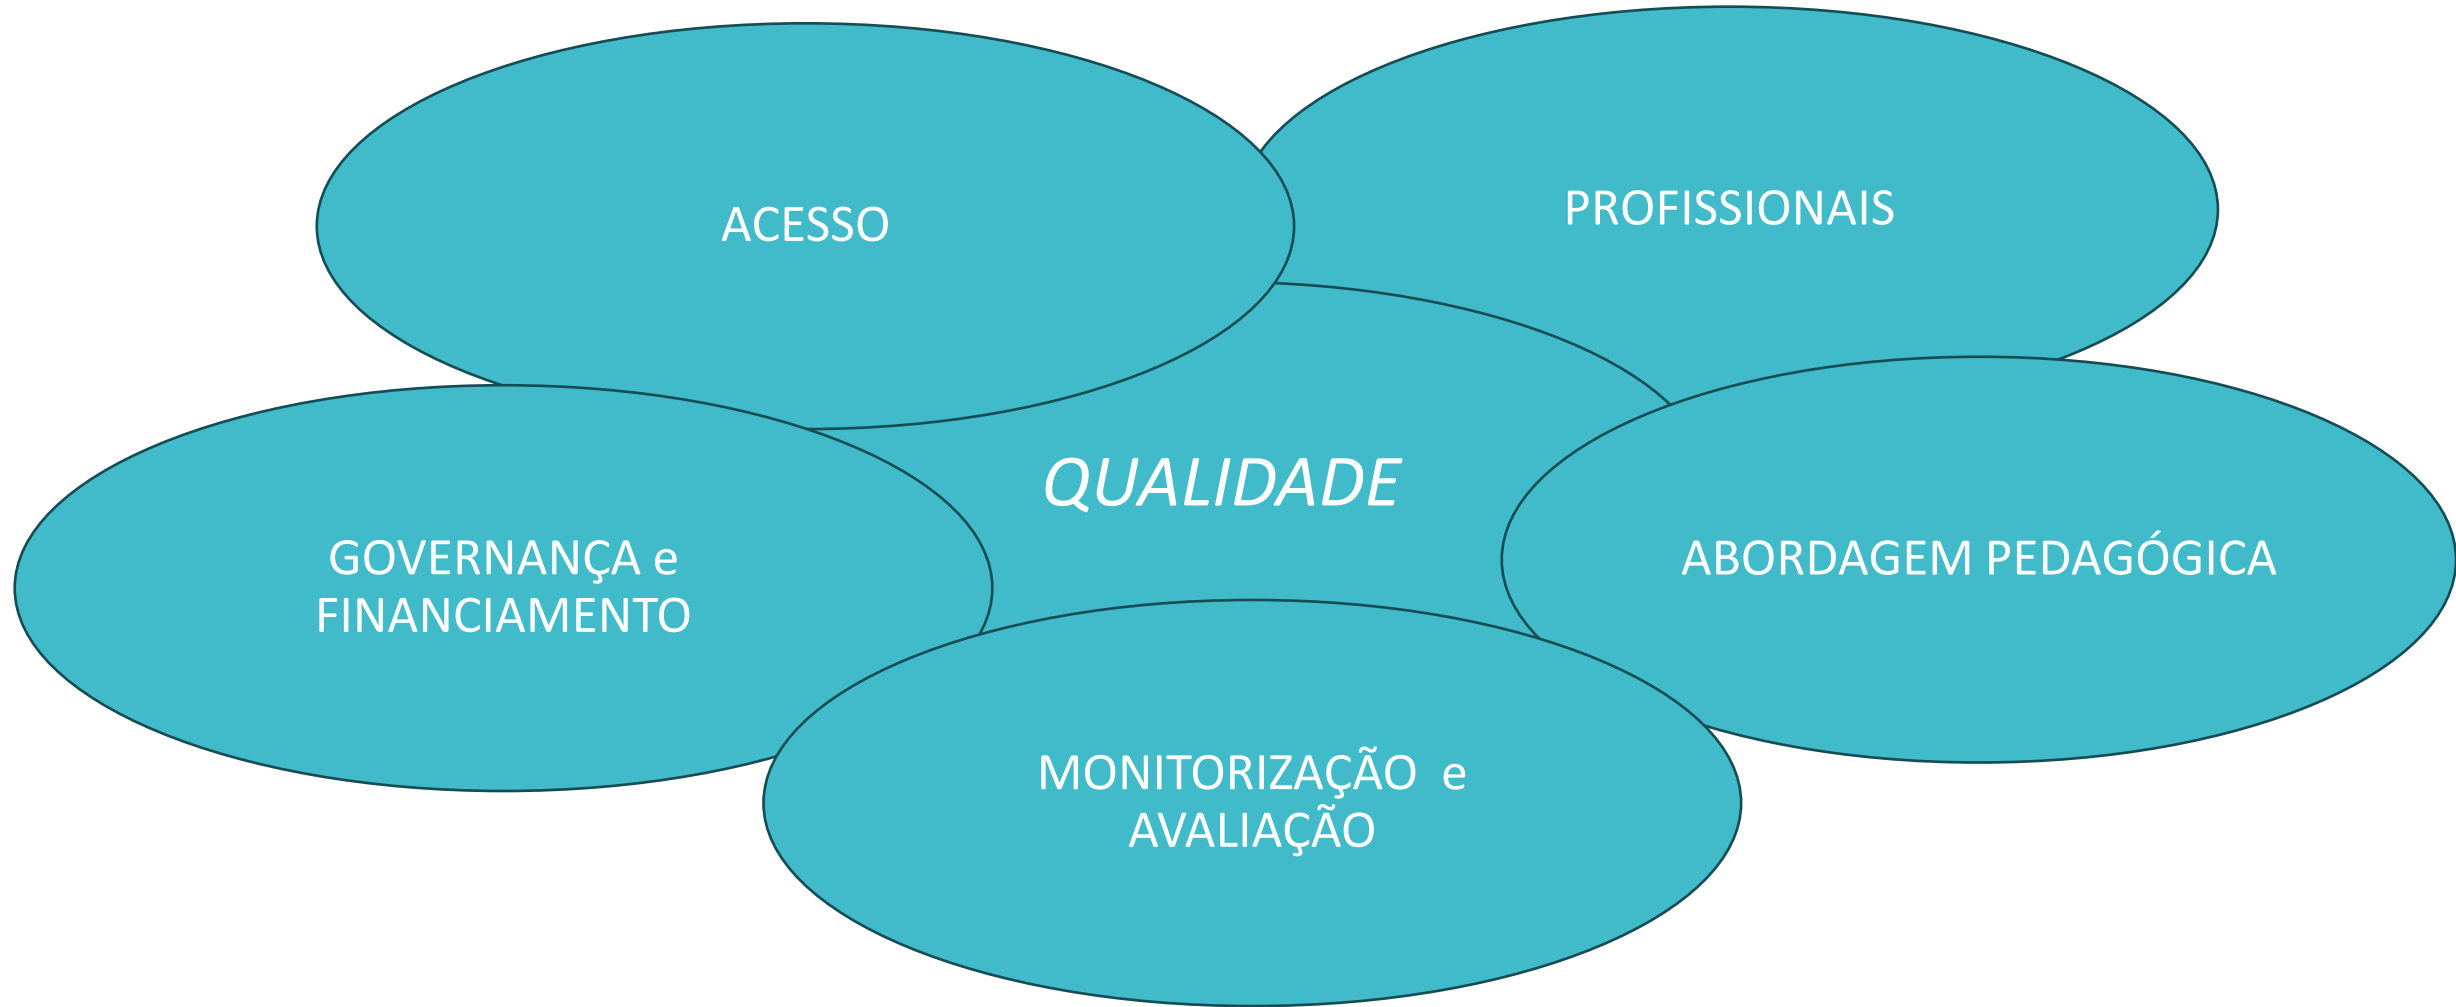 ACESSO
PROFISSIONAIS
QUALIDADE
GOVERNANÇA e
FINANCIAMENTO
ABORDAGEM PEDAGÓGICA
MONITORIZAÇÃO e
AVALIAÇÃO